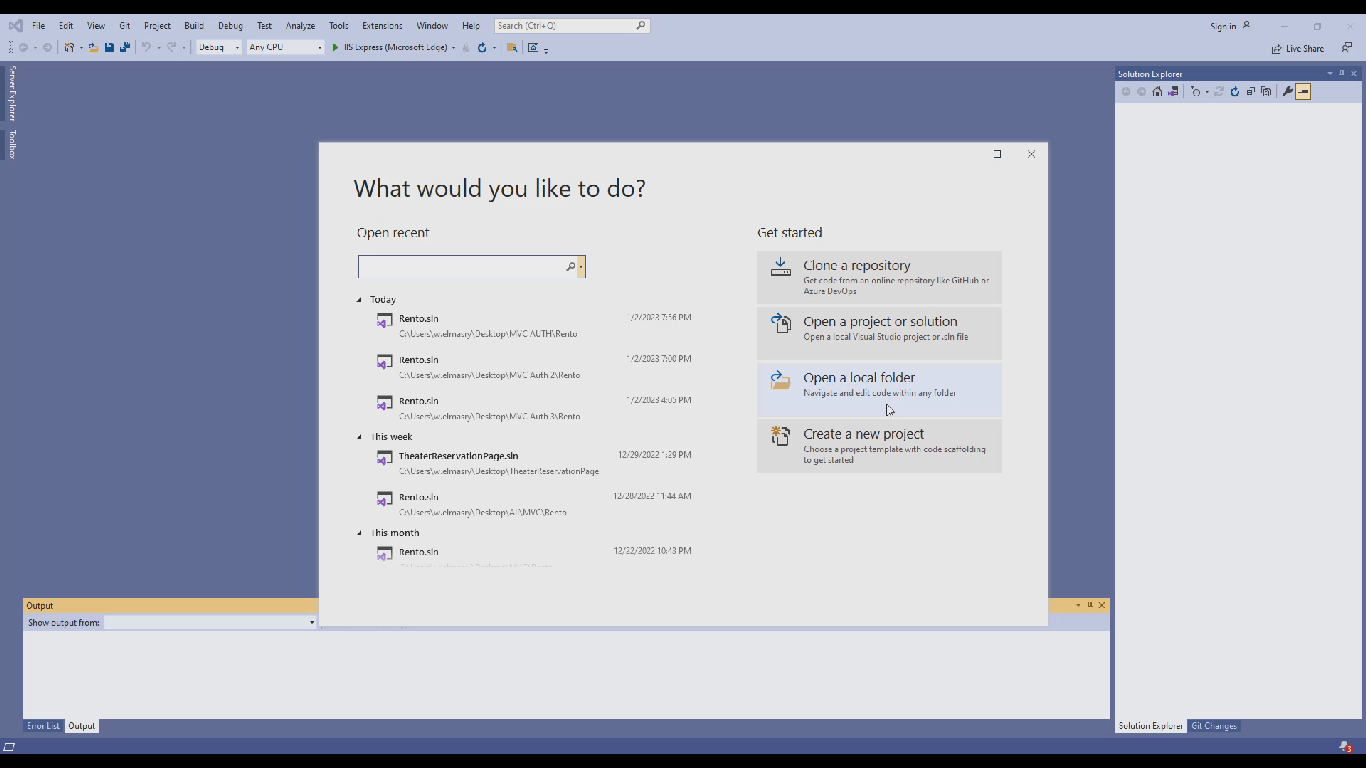 File Edit View Git Project Build Debug Test Analyze Tools Extensions Window Help Search (Ctrl+Q) Sign in
Debug Any CPU IIS Express (Microsoft Edge) Live Share
Server Explorer
Toolbox
Solution Explorer
What would you like to do?
Open recent
Today
Rento.sln 1/2/2023 7:56 PM
C:\Users\w.elmasry\Desktop\MVC AUTH\Rento
Rento.sln 1/2/2023 7:00 PM
C:\Users\w.elmasry\Desktop\MVC Auth 2\Rento
Rento.sln 1/2/2023 4:05 PM
C:\Users\w.elmasry\Desktop\MVC Auth 3\Rento
This week
TheaterReservationPage.sln 12/29/2022 1:29 PM
C:\Users\w.elmasry\Desktop\TheaterReservationPage
Rento.sln 12/28/2022 11:44 AM
C:\Users\w.elmasry\Desktop\All\MVC\Rento
This month
Rento.sln 12/22/2022 10:43 PM
Get started
Clone a repository
Get code from an online repository like GitHub or
Azure DevOps
Open a project or solution
Open a local Visual Studio project or .sln file
Open a local folder
Navigate and edit code within any folder
Create a new project
Choose a project template with code scaffolding
to get started
Output
Show output from:
Error List Output
Solution Explorer Git Changes
3